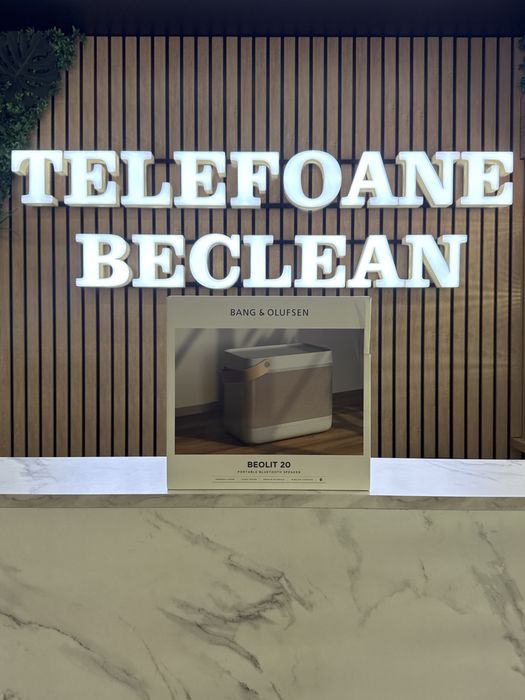 TELEFOANE
BECLEAN
BANG & OLUFSEN
BEOLIT 20
PORTABLE BLUETOOTH SPEAKER